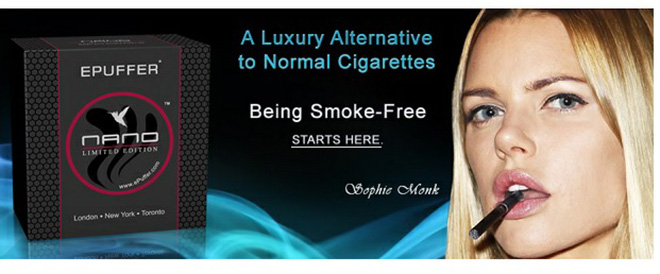 EPUFFER®
nano
LIMITED EDITION
™
www.ePuffer.com
London • New York • Toronto
A Luxury Alternative
to Normal Cigarettes
Being Smoke-Free
STARTS HERE.
Sophie Monk